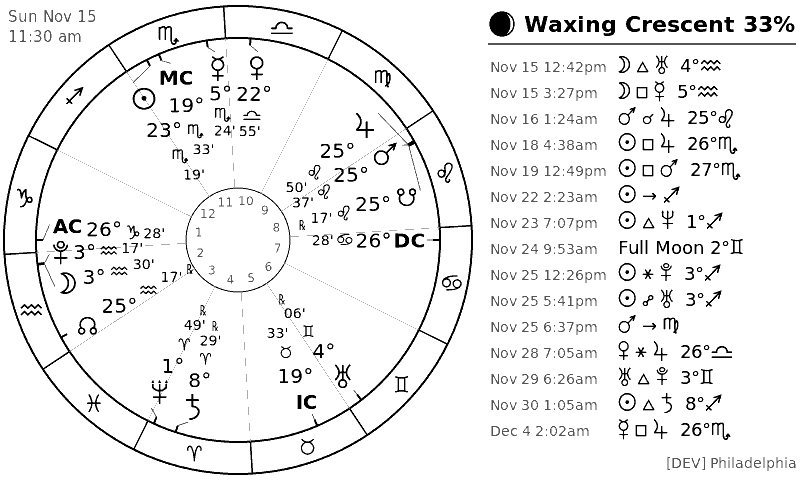 Sun Nov 15
11:30 am
Waxing Crescent 33%
Nov 15 12:42pm ☽ △ ♅ 4°♒
Nov 15 3:27pm ☽ □ ☿ 5°♒
Nov 16 1:24am ♂ ☌ ♃ 25°♌
Nov 18 4:38am ☉ □ ♃ 26°♏
Nov 19 12:49pm ☉ □ ♂ 27°♏
Nov 22 2:23am ☉ → ♐
Nov 23 7:07pm ☉ △ ♆ 1°♐
Nov 24 9:53am Full Moon 2°♊
Nov 25 12:26pm ☉ ⚹ ⯓ 3°♐
Nov 25 5:41pm ☉ ☍ ♅ 3°♐
Nov 25 6:37pm ♂ → ♍
Nov 28 7:05am ♀ ⚹ ♃ 26°♎
Nov 29 6:26am ♅ △ ⯓ 3°♊
Nov 30 1:05am ☉ △ ♄ 8°♐
Dec 4 2:02am ☿ □ ♃ 26°♏
[DEV] Philadelphia
MC 19° ♏ 33'
☿ 5° ♏ 24'
♀ 22° ♎ 55'
☉ 23° ♏ 19'
♃ 25° ♌ 50'
♂ 25° ♌ 37'
☋ 25° ♌ 17' ℞
DC 26° ♋ 28'
AC 26° ♑ 28'
⯓ 3° ♒ 17'
☽ 3° ♒ 30'
☊ 25° ♒ 17' ℞
♆ 1° ♈ 49' ℞
♄ 8° ♈ 29' ℞
IC 19° ♉ 33'
♅ 4° ♊ 06' ℞
1
2
3
4
5
6
7
8
9
10
11
12